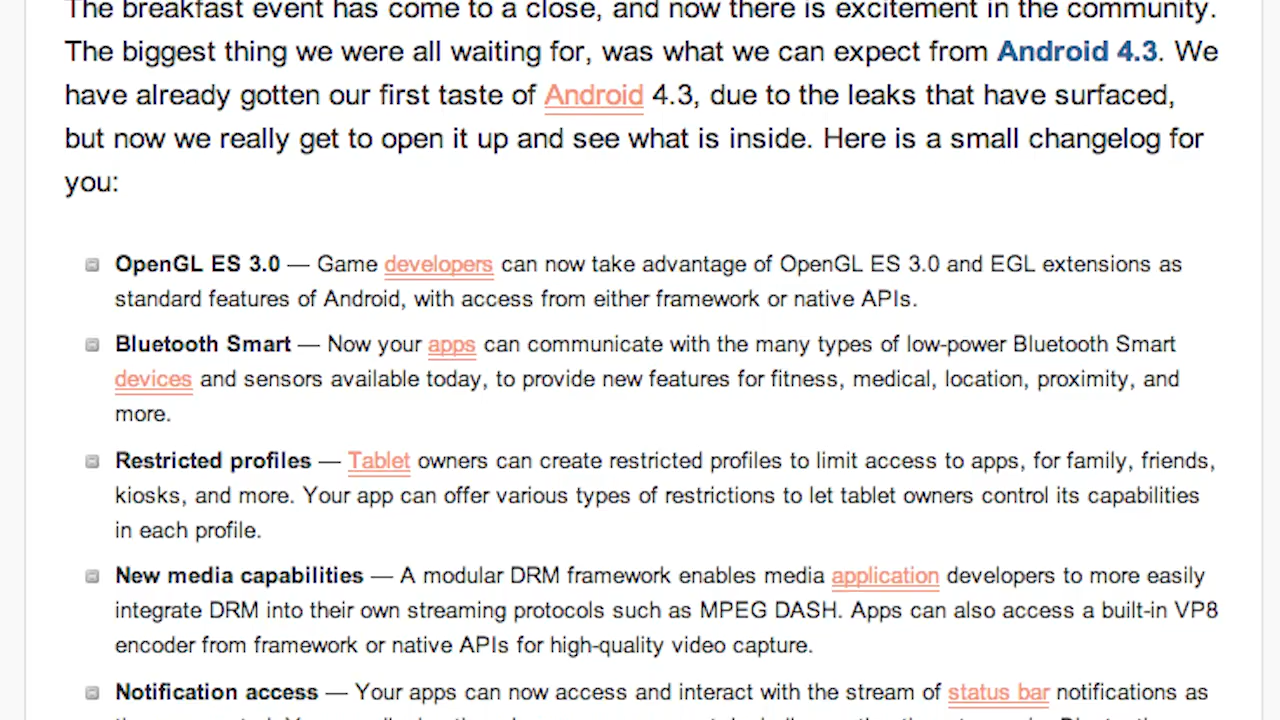 The breakfast event has come to a close, and now there is excitement in the community.
The biggest thing we were all waiting for, was what we can expect from Android 4.3. We
have already gotten our first taste of Android 4.3, due to the leaks that have surfaced,
but now we really get to open it up and see what is inside. Here is a small changelog for
you:
OpenGL ES 3.0 — Game developers can now take advantage of OpenGL ES 3.0 and EGL extensions as
standard features of Android, with access from either framework or native APIs.
Bluetooth Smart — Now your apps can communicate with the many types of low-power Bluetooth Smart
devices and sensors available today, to provide new features for fitness, medical, location, proximity, and
more.
Restricted profiles — Tablet owners can create restricted profiles to limit access to apps, for family, friends,
kiosks, and more. Your app can offer various types of restrictions to let tablet owners control its capabilities
in each profile.
New media capabilities — A modular DRM framework enables media application developers to more easily
integrate DRM into their own streaming protocols such as MPEG DASH. Apps can also access a built-in VP8
encoder from framework or native APIs for high-quality video capture.
Notification access — Your apps can now access and interact with the stream of status bar notifications as